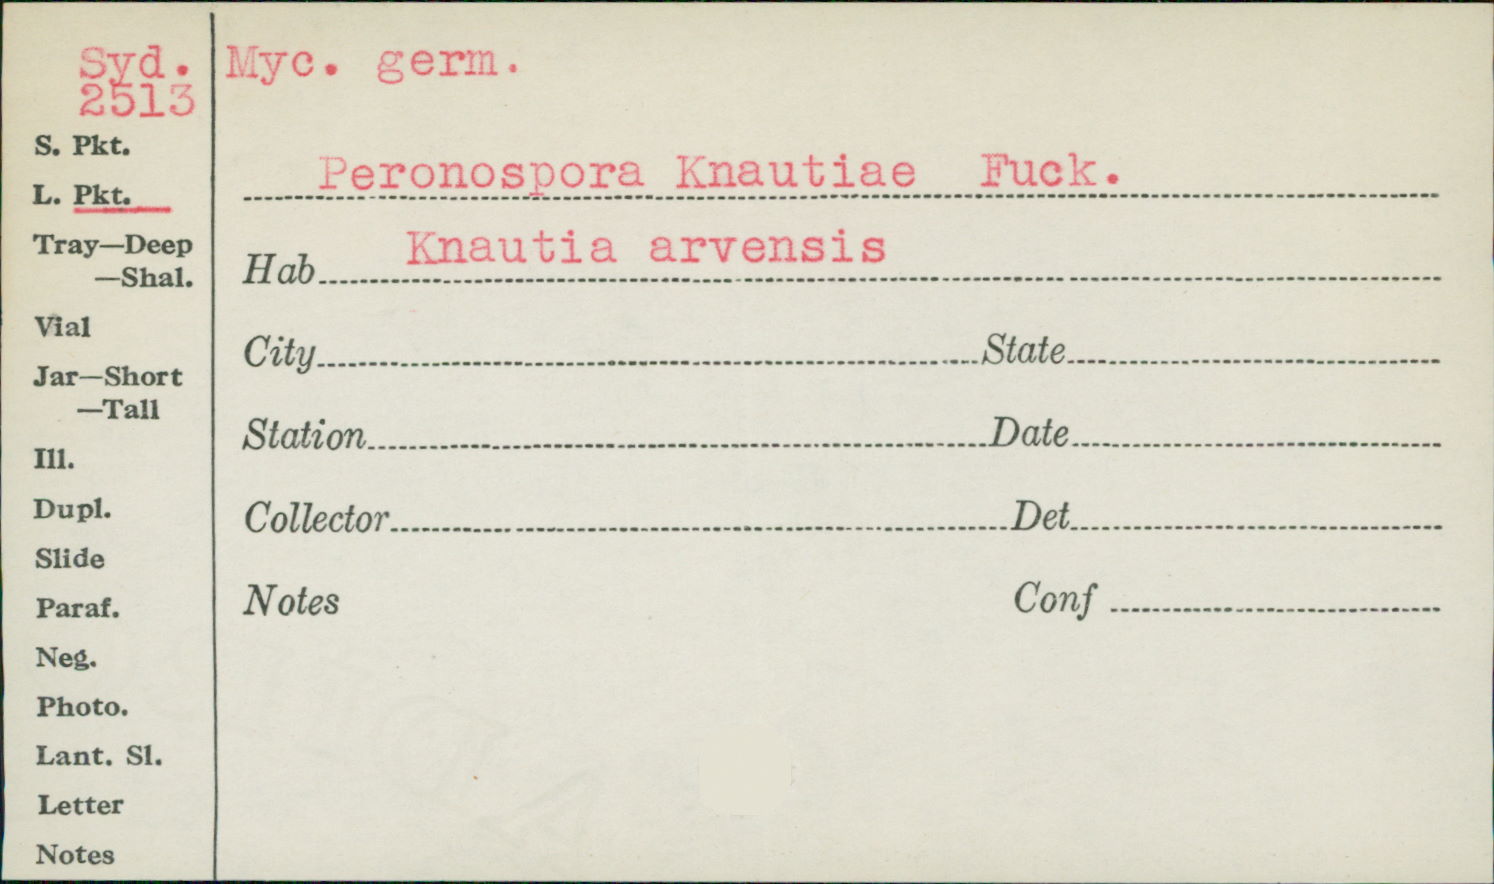 Syd. Myc. germ.
2513
S. Pkt.
L. Pkt.
Tray—Deep
—Shal.
Vial
Jar—Short
—Tall
Ill.
Dupl.
Slide
Paraf.
Neg.
Photo.
Lant. Sl.
Letter
Notes
Peronospora Knautiae Fuck.
Hab Knautia arvensis
City State
Station Date
Collector Det
Notes Conf